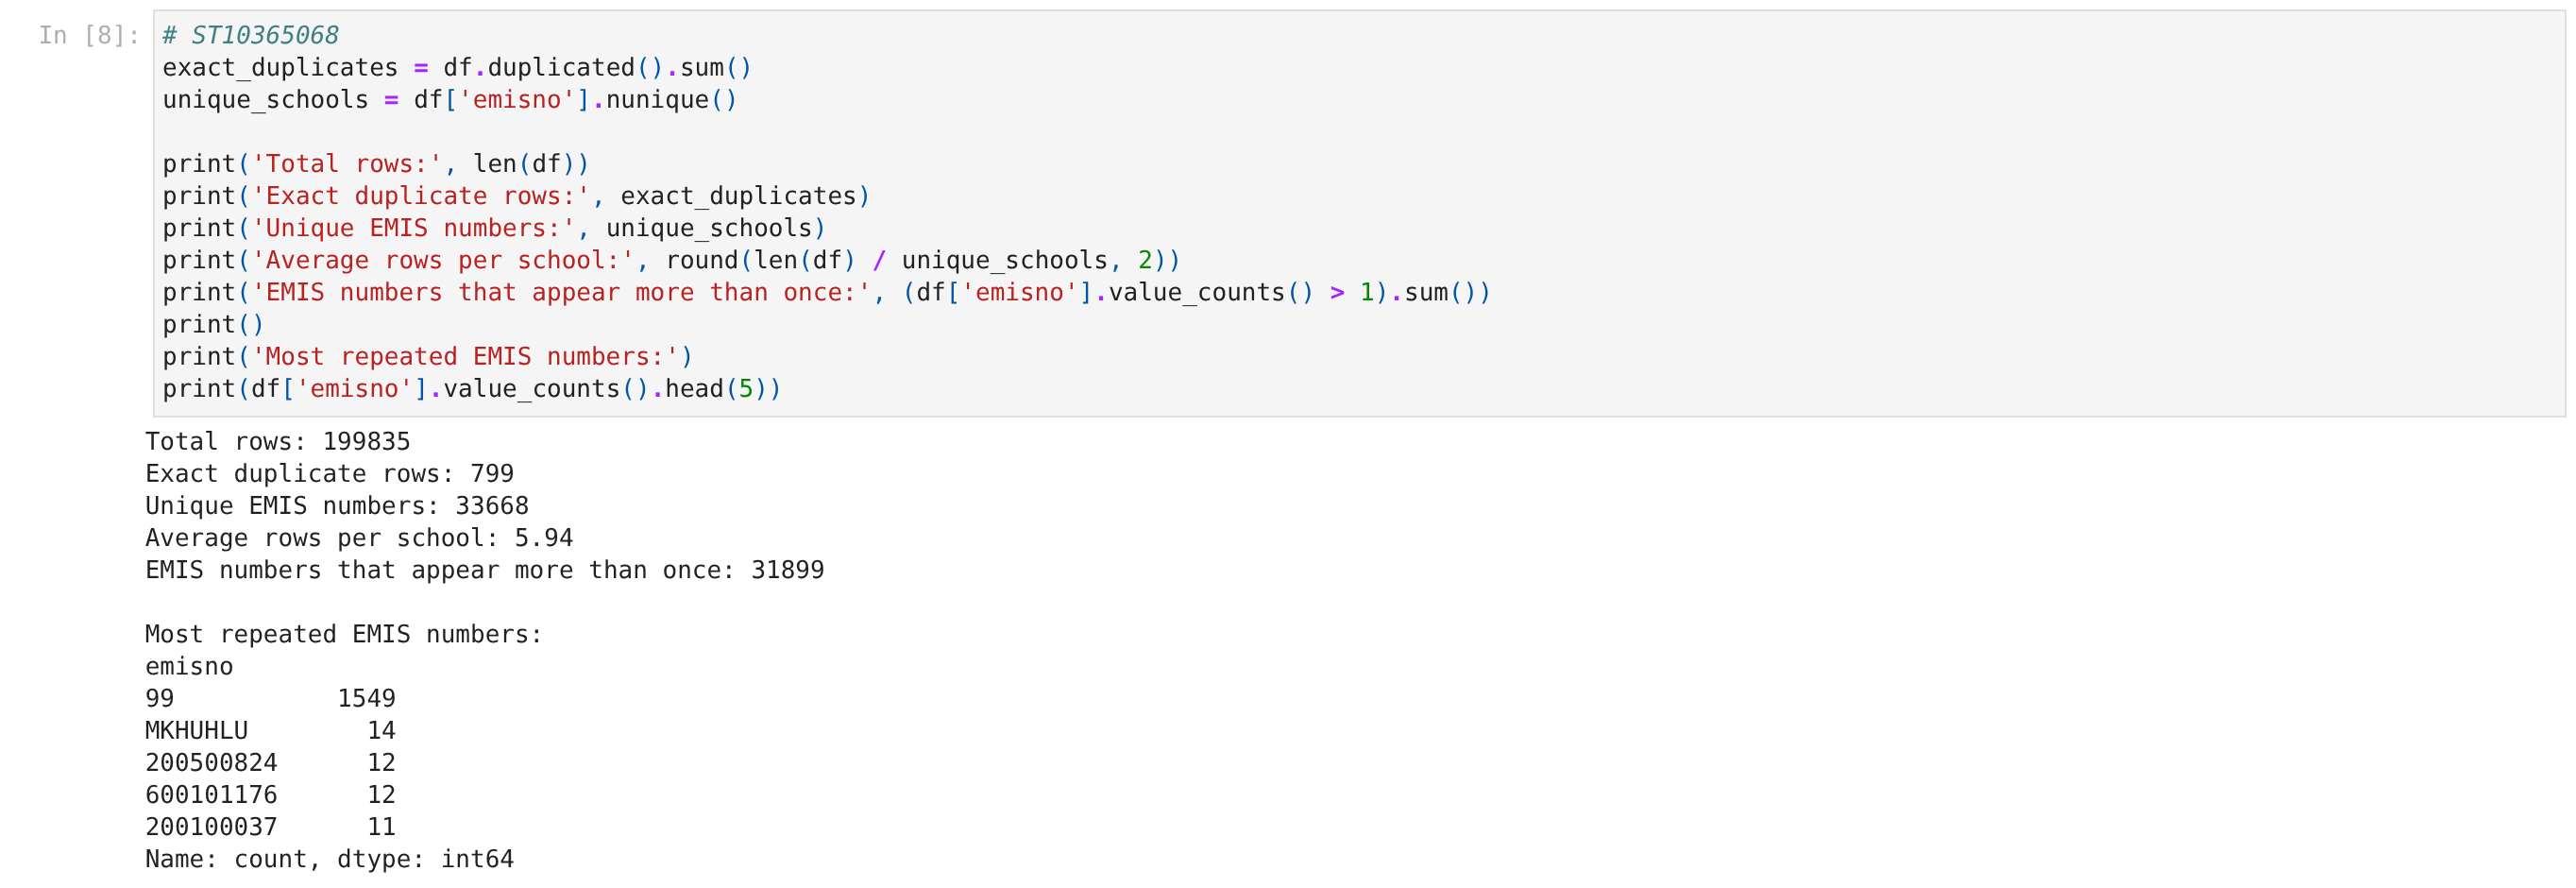 In [8]:
# ST10365068
exact_duplicates = df.duplicated().sum()
unique_schools = df['emisno'].nunique()
print('Total rows:', len(df))
print('Exact duplicate rows:', exact_duplicates)
print('Unique EMIS numbers:', unique_schools)
print('Average rows per school:', round(len(df) / unique_schools, 2))
print('EMIS numbers that appear more than once:', (df['emisno'].value_counts() > 1).sum())
print()
print('Most repeated EMIS numbers:')
print(df['emisno'].value_counts().head(5))
Total rows: 199835
Exact duplicate rows: 799
Unique EMIS numbers: 33668
Average rows per school: 5.94
EMIS numbers that appear more than once: 31899
Most repeated EMIS numbers:
emisno
99           1549
MKHUHLU        14
200500824      12
600101176      12
200100037      11
Name: count, dtype: int64